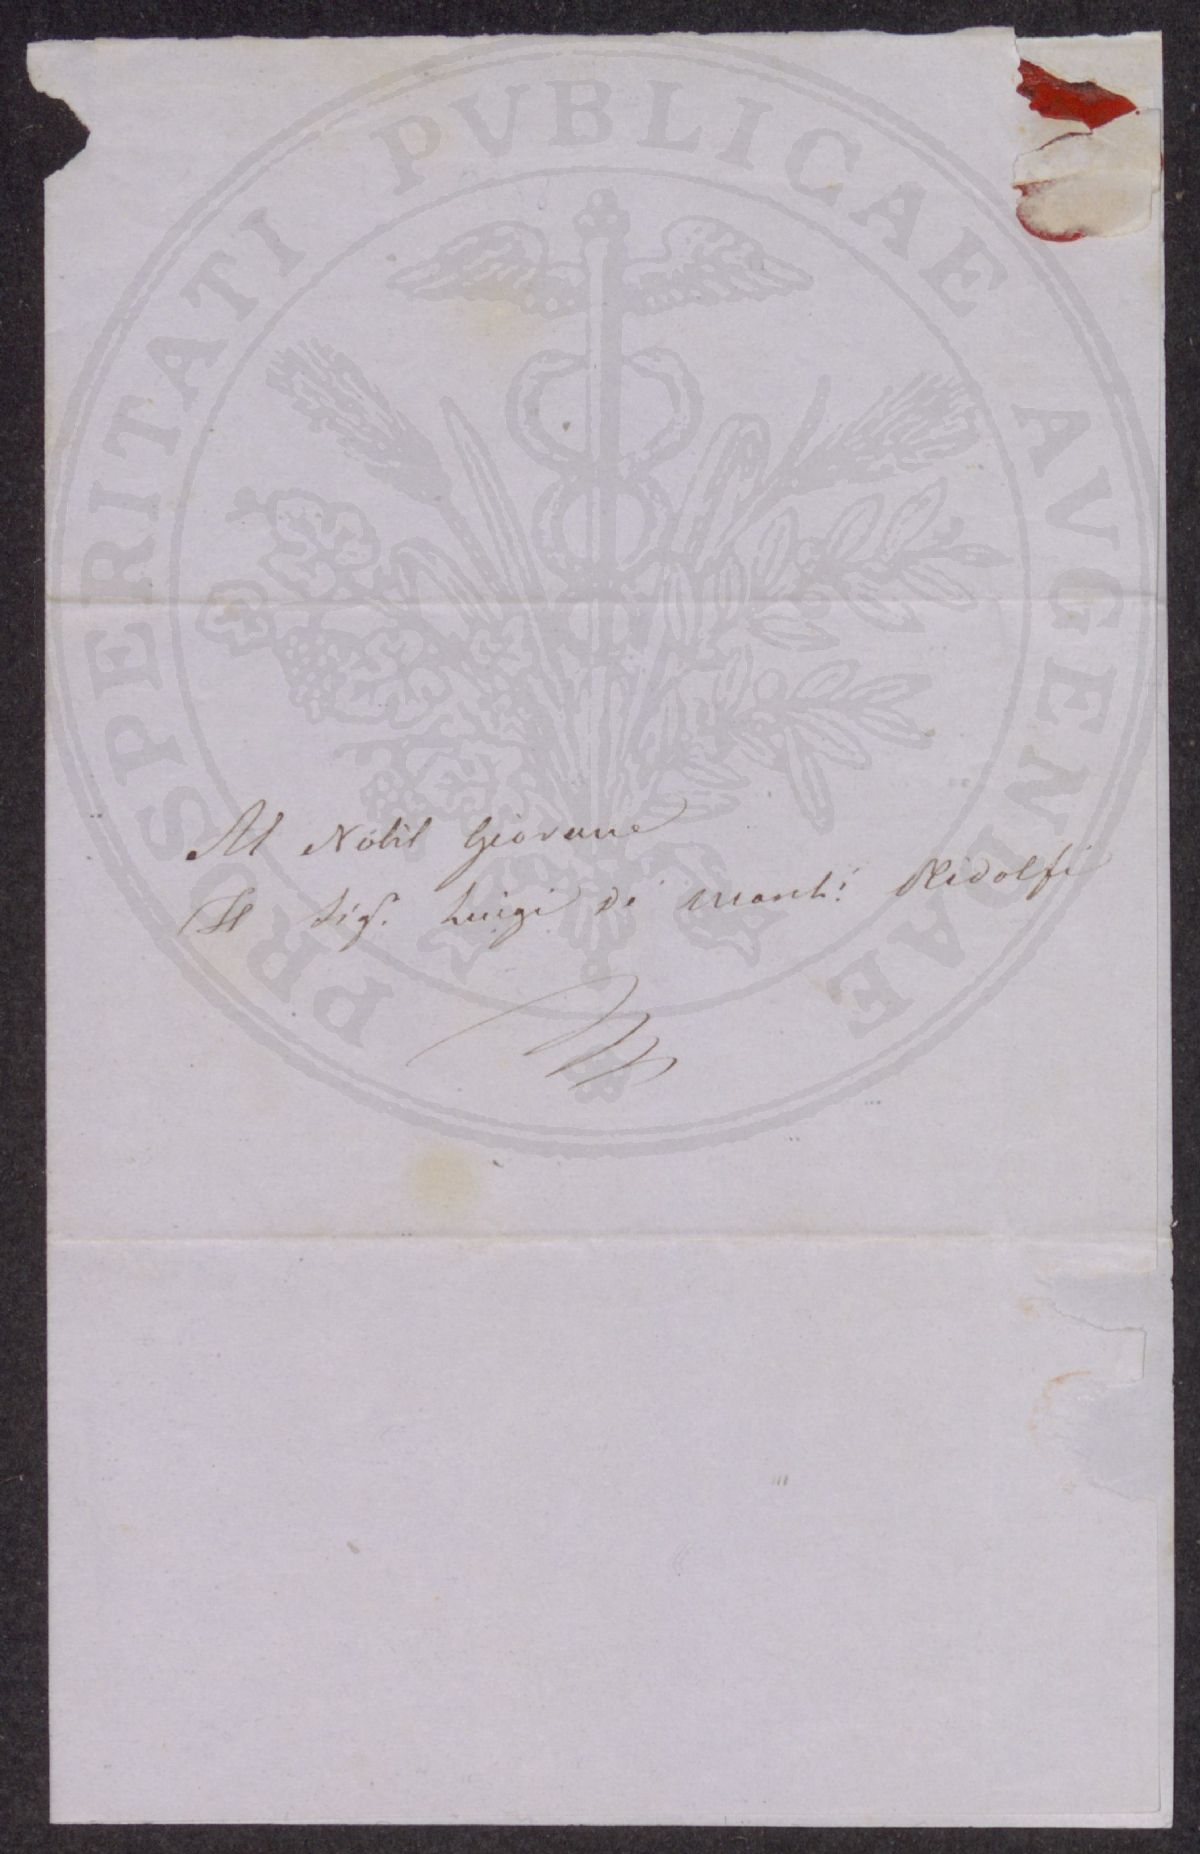 PROSPERITATI PVBLICAE AVGENDAE
Al Nobil Giovane
Il Sig.r Luigi de' March.i Ridolfi